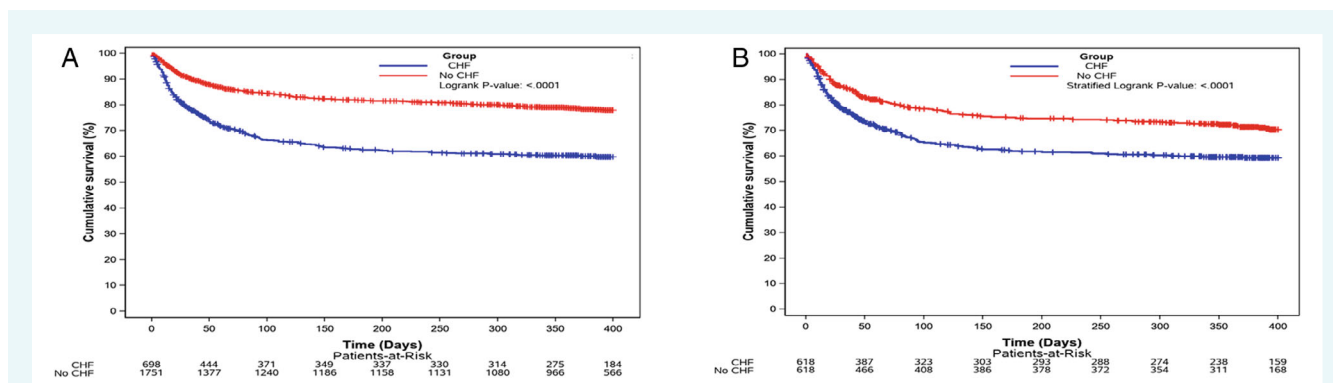 A
Group
CHF
No CHF
Logrank P-value: <.0001
Cumulative survival (%)
100
90
80
70
60
50
40
30
20
10
0
0 50 100 150 200 250 300 350 400
Time (Days)
Patients-at-Risk
CHF 698 444 371 349 337 330 314 275 184
No CHF 1751 1377 1240 1186 1158 1131 1080 966 566
B
Group
CHF
No CHF
Stratified Logrank P-value: <.0001
Cumulative survival (%)
100
90
80
70
60
50
40
30
20
10
0
0 50 100 150 200 250 300 350 400
Time (Days)
Patients-at-Risk
CHF 618 387 323 303 293 288 274 238 159
No CHF 618 466 408 386 378 372 354 311 168